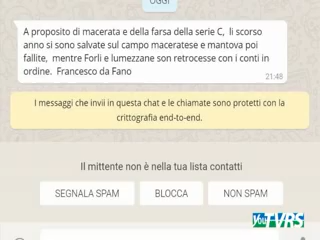 OGGI
A proposito di macerata e della farsa della serie C, li scorso
anno si sono salvate sul campo maceratese e mantova poi
fallite, mentre Forli e lumezzane son retrocesse con i conti in
ordine. Francesco da Fano
21:48
I messaggi che invii in questa chat e le chiamate sono protetti con la
crittografia end-to-end.
Il mittente non è nella tua lista contatti
SEGNALA SPAM
BLOCCA
NON SPAM
You TVRS